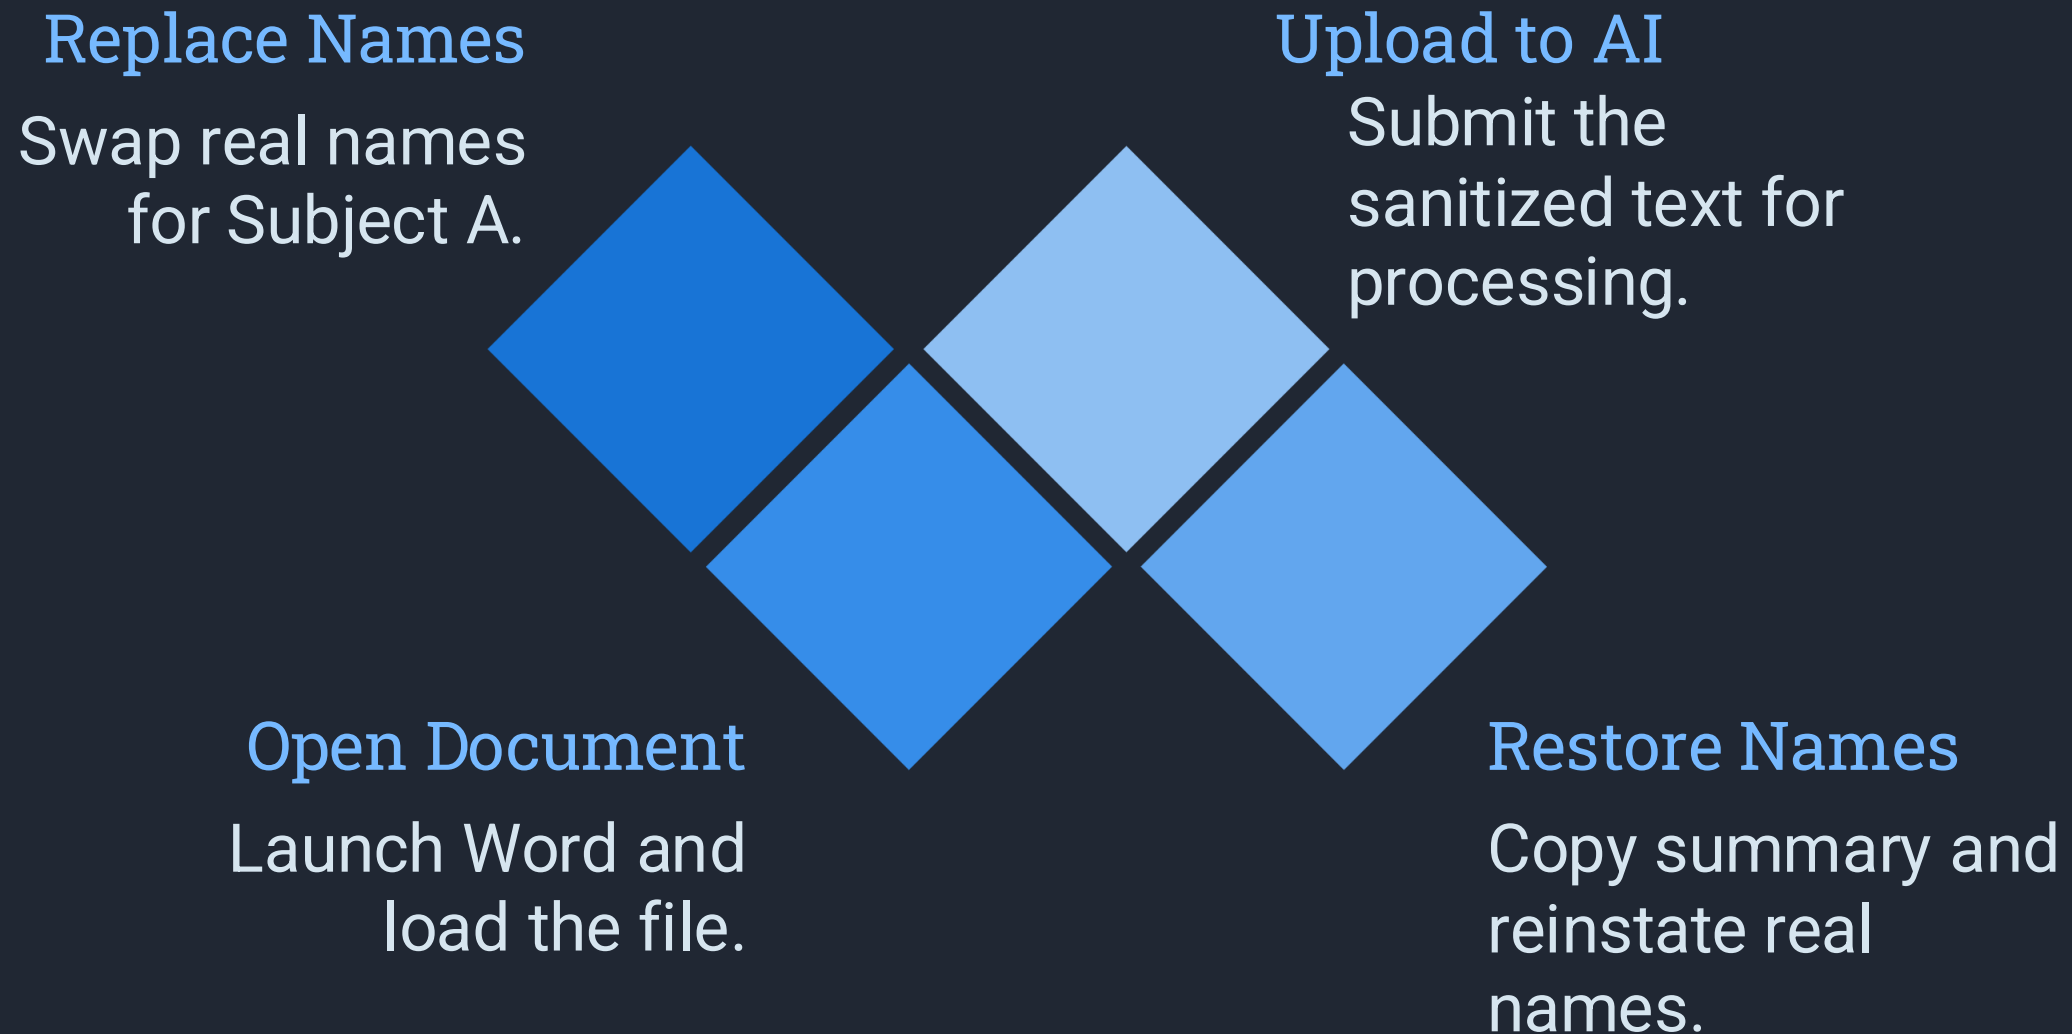 Replace Names
Swap real names
for Subject A.
Upload to AI
Submit the
sanitized text for
processing.
Open Document
Launch Word and
load the file.
Restore Names
Copy summary and
reinstate real
names.